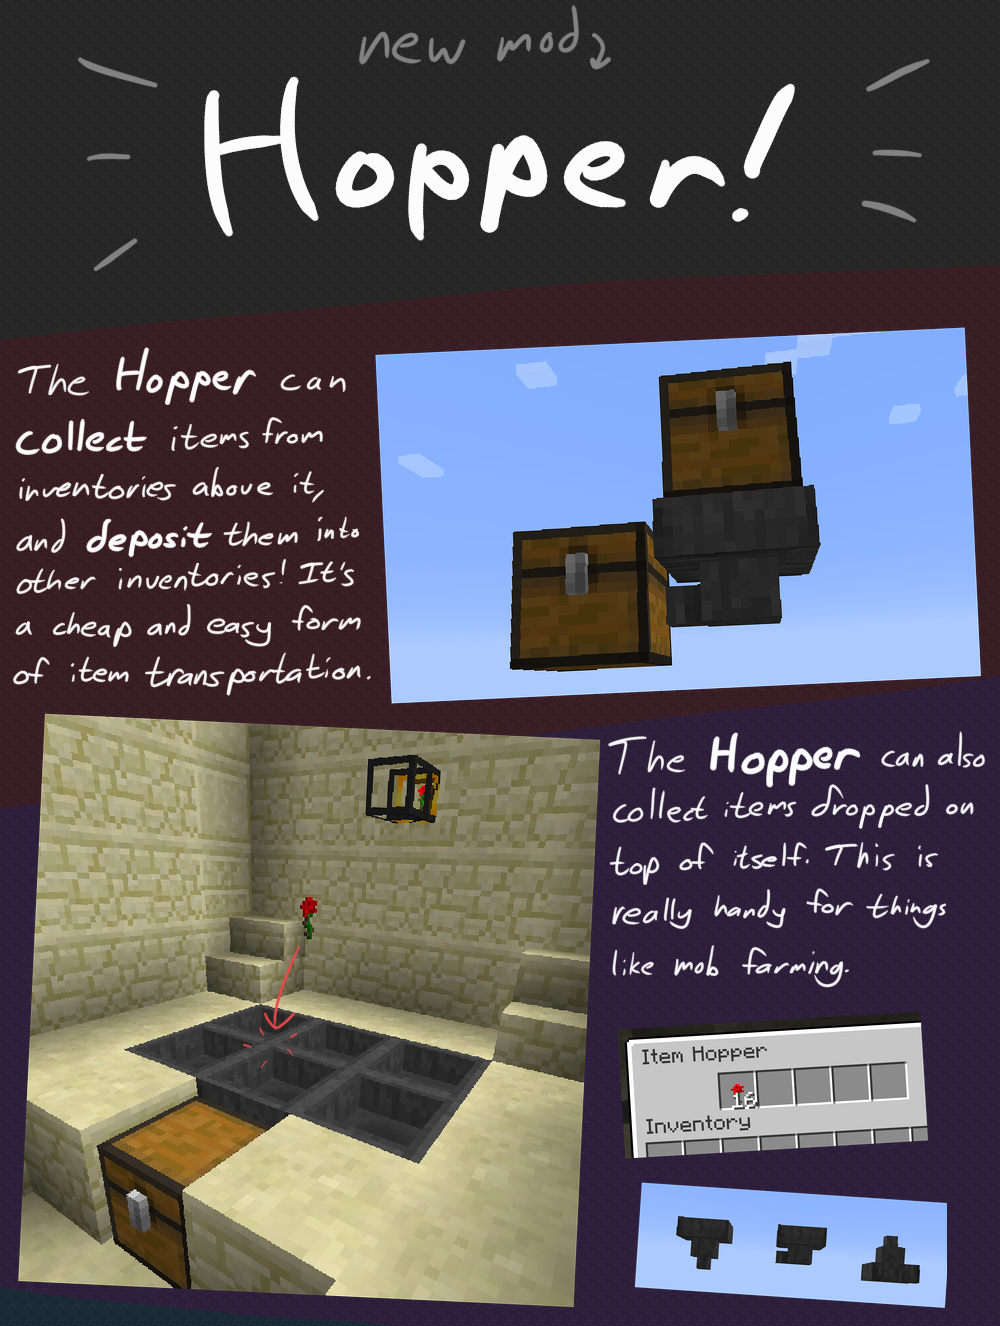 new mod
Hopper!
The Hopper can
collect items from
inventories above it,
and deposit them into
other inventories! It's
a cheap and easy form
of item transportation.
The Hopper can also
collect items dropped on
top of itself. This is
really handy for things
like mob farming.
Item Hopper
16
Inventory